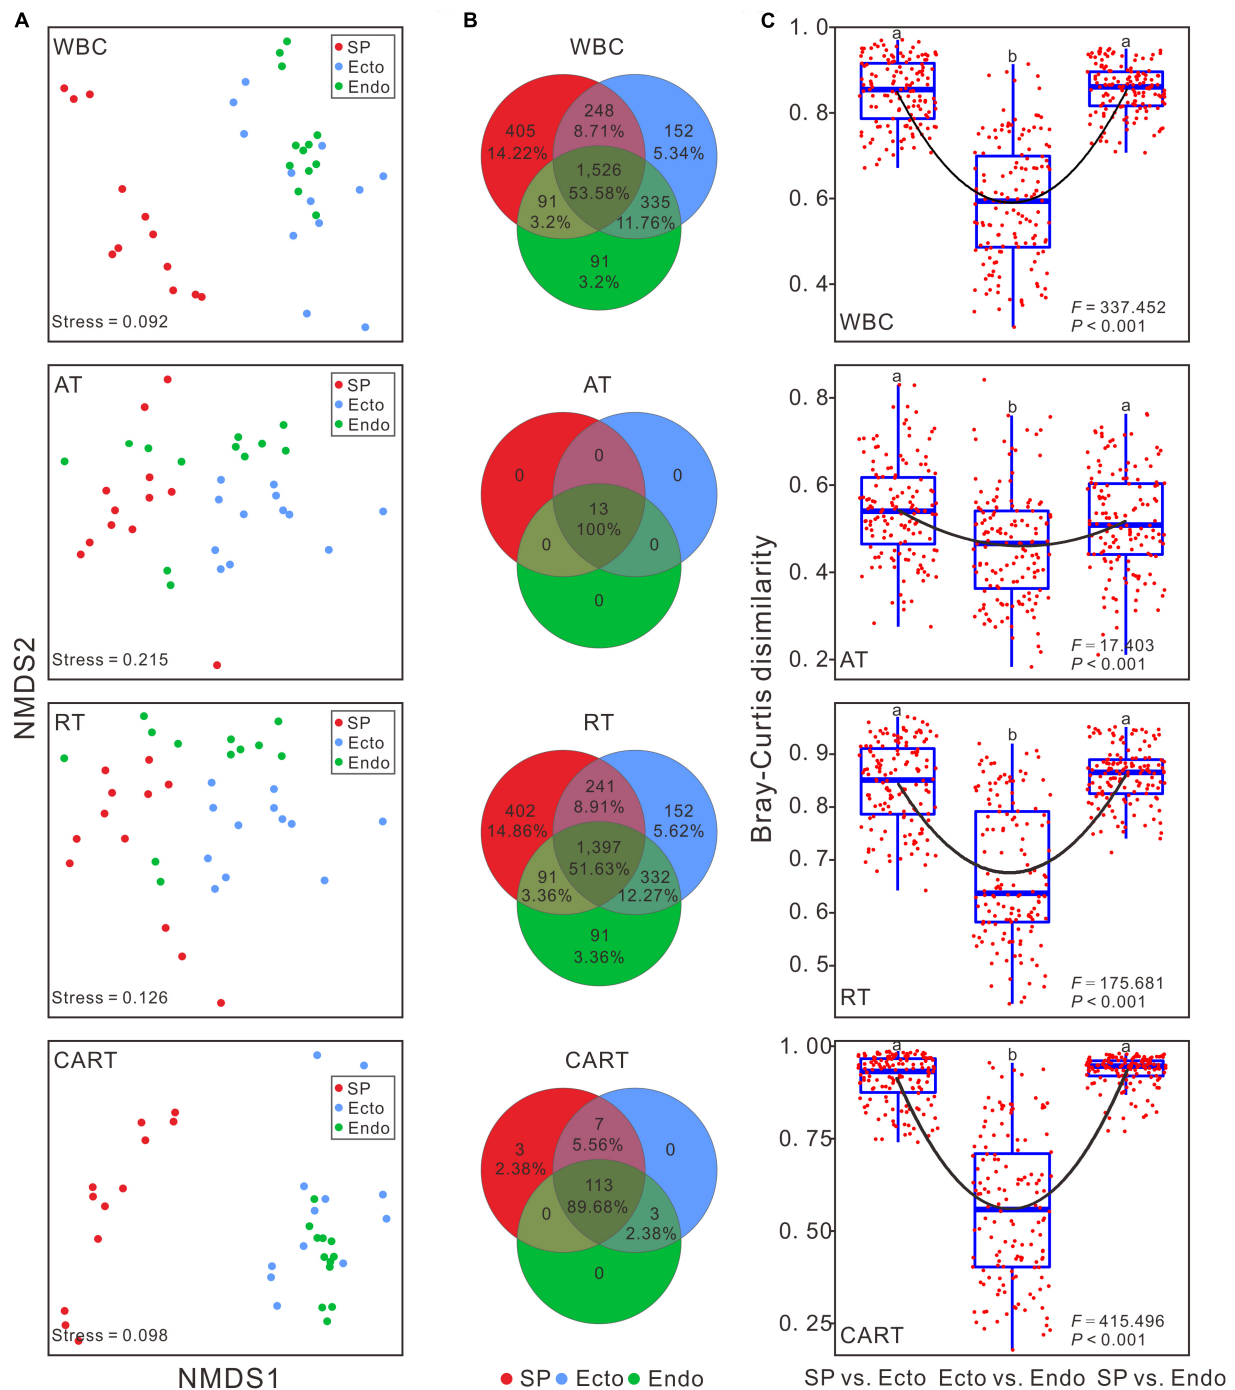 A
WBC
SP
Ecto
Endo
Stress = 0.092
AT
SP
Ecto
Endo
Stress = 0.215
RT
SP
Ecto
Endo
Stress = 0.126
CART
SP
Ecto
Endo
Stress = 0.098
NMDS2
NMDS1
B
WBC
405
14.22%
248
8.71%
152
5.34%
1,526
53.58%
91
3.2%
335
11.76%
91
3.2%
AT
0
0
0
13
100%
0
0
0
RT
402
14.86%
241
8.91%
152
5.62%
1,397
51.63%
91
3.36%
332
12.27%
91
3.36%
CART
3
2.38%
7
5.56%
0
113
89.68%
0
3
2.38%
0
SP Ecto Endo
C
Bray-Curtis disimilarity
1.0
0.8
0.6
0.4
a
b
a
WBC
F = 337.452
P < 0.001
0.8
0.6
0.4
0.2
a
b
a
AT
F = 17.403
P < 0.001
0.9
0.8
0.7
0.6
0.5
a
b
a
RT
F = 175.681
P < 0.001
1.00
0.75
0.50
0.25
a
b
a
CART
F = 415.496
P < 0.001
SP vs. Ecto Ecto vs. Endo SP vs. Endo